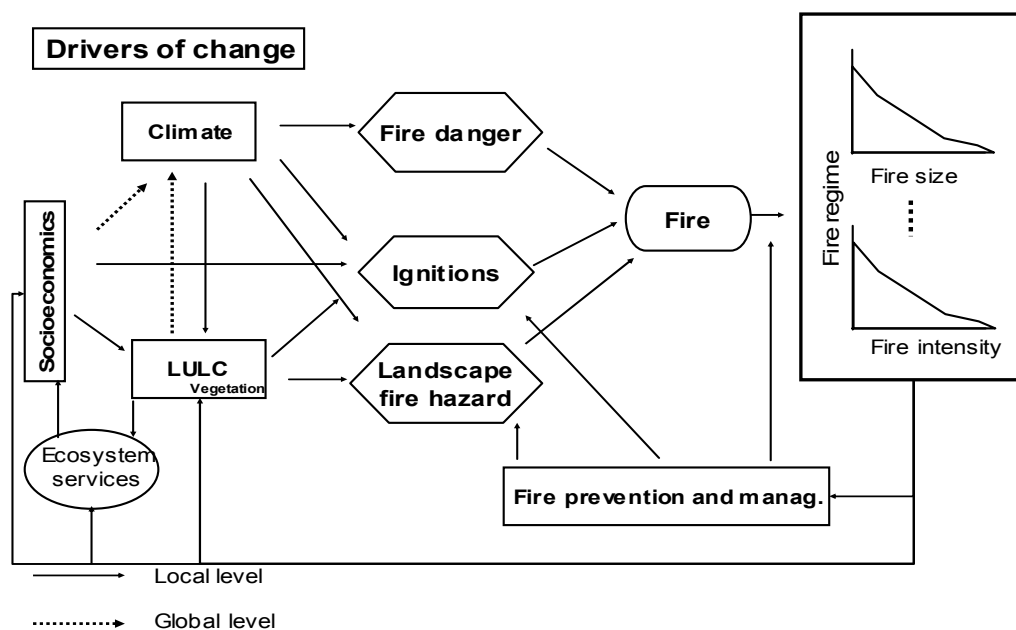 Drivers of change
Climate
Fire danger
Fire regime
Fire size
Socioeconomics
Fire
Ignitions
Fire intensity
LULC
Vegetation
Landscape
fire hazard
Ecosystem
services
Fire prevention and manag.
Local level
Global level